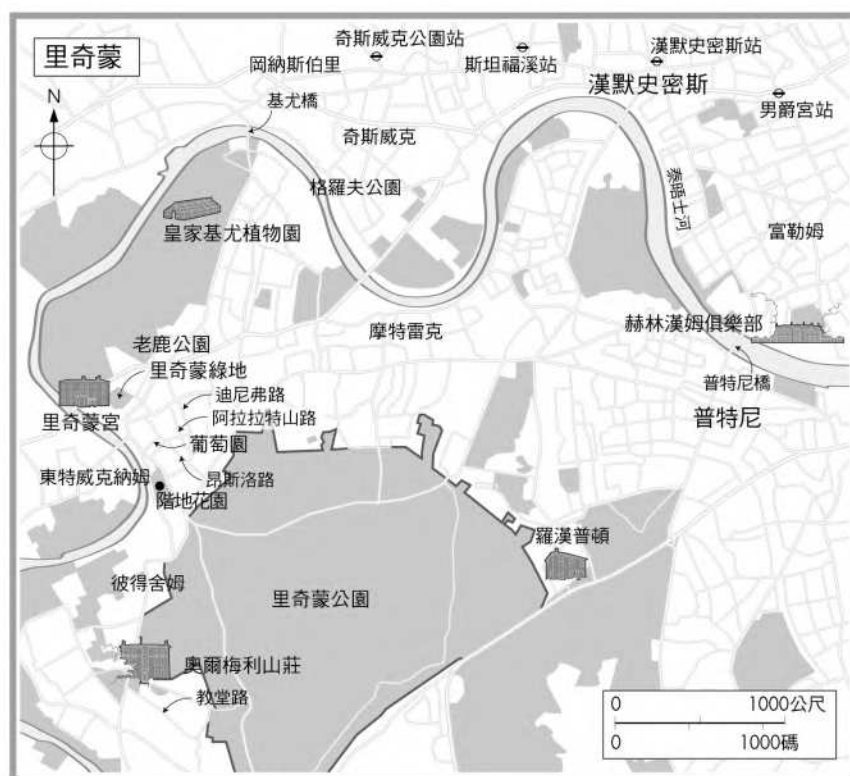 里奇蒙
N
奇斯威克公園站
岡納斯伯里
斯坦福溪站
漢默史密斯站
漢默史密斯
男爵宮站
基尤橋
奇斯威克
格羅夫公園
泰晤士河
皇家基尤植物園
富勒姆
摩特雷克
赫林漢姆俱樂部
老鹿公園
里奇蒙綠地
普特尼橋
里奇蒙宮
迪尼弗路
阿拉拉特山路
普特尼
葡萄園
東特威克納姆
昂斯洛路
階地花園
羅漢普頓
彼得舍姆
里奇蒙公園
奧爾梅利山莊
教堂路
0 1000公尺
0 1000碼